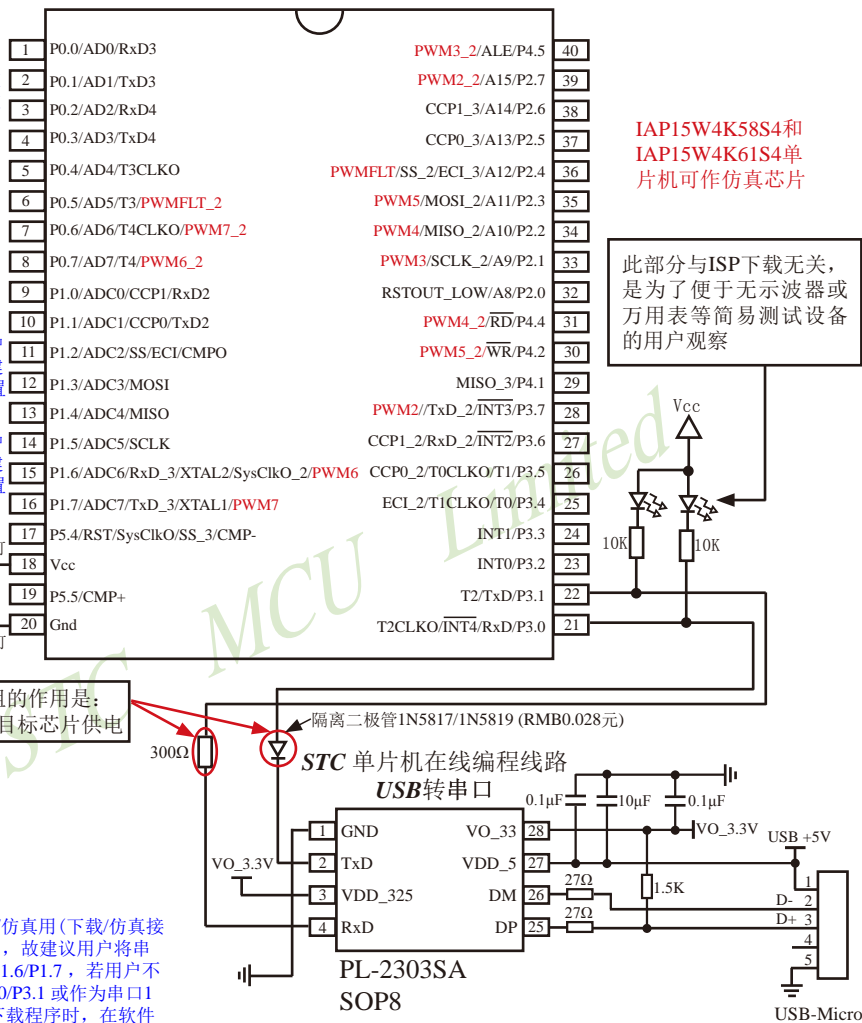 1 P0.0/AD0/RxD3
2 P0.1/AD1/TxD3
3 P0.2/AD2/RxD4
4 P0.3/AD3/TxD4
5 P0.4/AD4/T3CLKO
6 P0.5/AD5/T3/PWMFLT_2
7 P0.6/AD6/T4CLKO/PWM7_2
8 P0.7/AD7/T4/PWM6_2
9 P1.0/ADC0/CCP1/RxD2
10 P1.1/ADC1/CCP0/TxD2
11 P1.2/ADC2/SS/ECI/CMPO
12 P1.3/ADC3/MOSI
13 P1.4/ADC4/MISO
14 P1.5/ADC5/SCLK
15 P1.6/ADC6/RxD_3/XTAL2/SysClkO_2/PWM6
16 P1.7/ADC7/TxD_3/XTAL1/PWM7
17 P5.4/RST/SysClkO/SS_3/CMP-
18 Vcc
19 P5.5/CMP+
20 Gnd
PWM3_2/ALE/P4.5 40
PWM2_2/A15/P2.7 39
CCP1_3/A14/P2.6 38
CCP0_3/A13/P2.5 37
PWMFLT/SS_2/ECI_3/A12/P2.4 36
PWM5/MOSI_2/A11/P2.3 35
PWM4/MISO_2/A10/P2.2 34
PWM3/SCLK_2/A9/P2.1 33
RSTOUT_LOW/A8/P2.0 32
PWM4_2/RD/P4.4 31
PWM5_2/WR/P4.2 30
MISO_3/P4.1 29
PWM2//TxD_2/INT3/P3.7 28
CCP1_2/RxD_2/INT2/P3.6 27
CCP0_2/T0CLKO/T1/P3.5 26
ECI_2/T1CLKO/T0/P3.4 25
INT1/P3.3 24
INT0/P3.2 23
T2/TxD/P3.1 22
T2CLKO/INT4/RxD/P3.0 21
IAP15W4K58S4和
IAP15W4K61S4单
片机可作仿真芯片
此部分与ISP下载无关，
是为了便于无示波器或
万用表等简易测试设备
的用户观察
Vcc
10K
10K
STC MCU Limited
的作用是：
目标芯片供电
300Ω
隔离二极管1N5817/1N5819 (RMB0.028元)
STC 单片机在线编程线路
USB转串口
0.1μF
10μF
0.1μF
VO_3.3V
USB +5V
VO_3.3V
1 GND
2 TxD
3 VDD_325
4 RxD
VO_33 28
VDD_5 27
DM 26
DP 25
27Ω
27Ω
1.5K
D-
D+
1
2
3
4
5
PL-2303SA
SOP8
USB-Micro
仿真用(下载/仿真接
，故建议用户将串
1.6/P1.7，若用户不
0/P3.1 或作为串口1
下载程序时，在软件